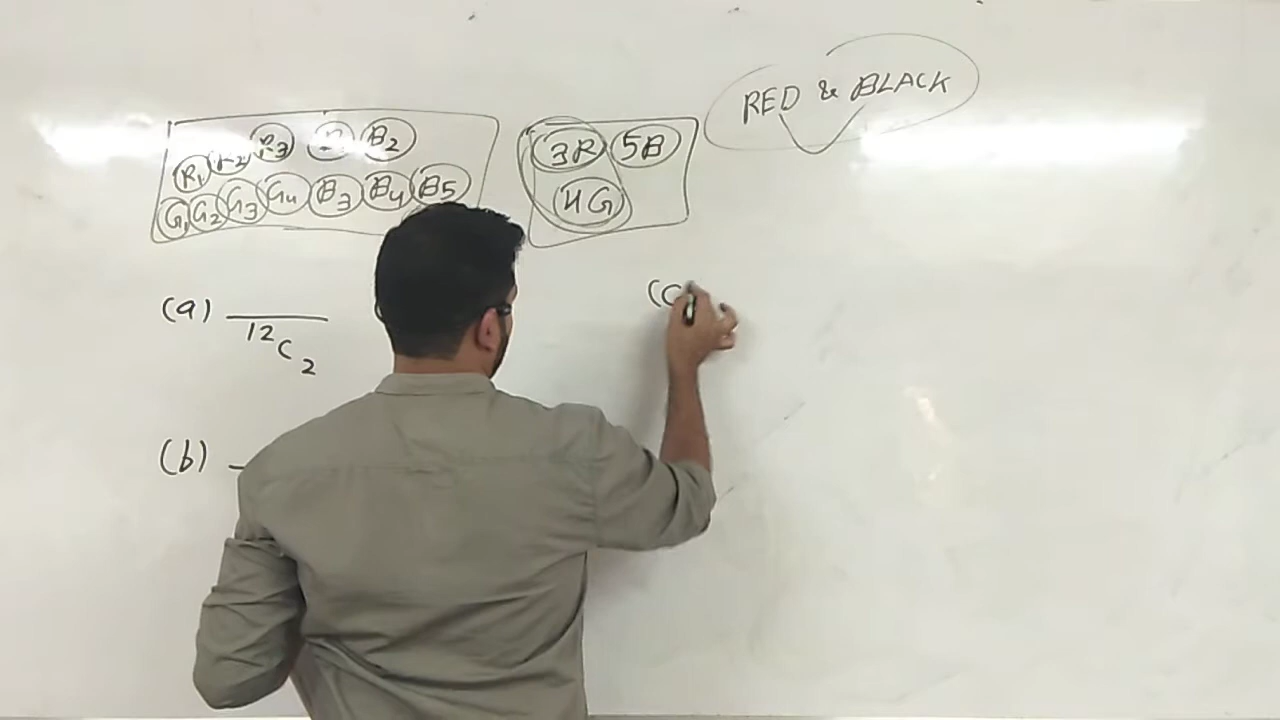 RED & BLACK
R3 B2
R1 R2
G1 G2 G3 G4 B3 B4 B5
3R 5B
4G
(a) 12C2
(C
(b)